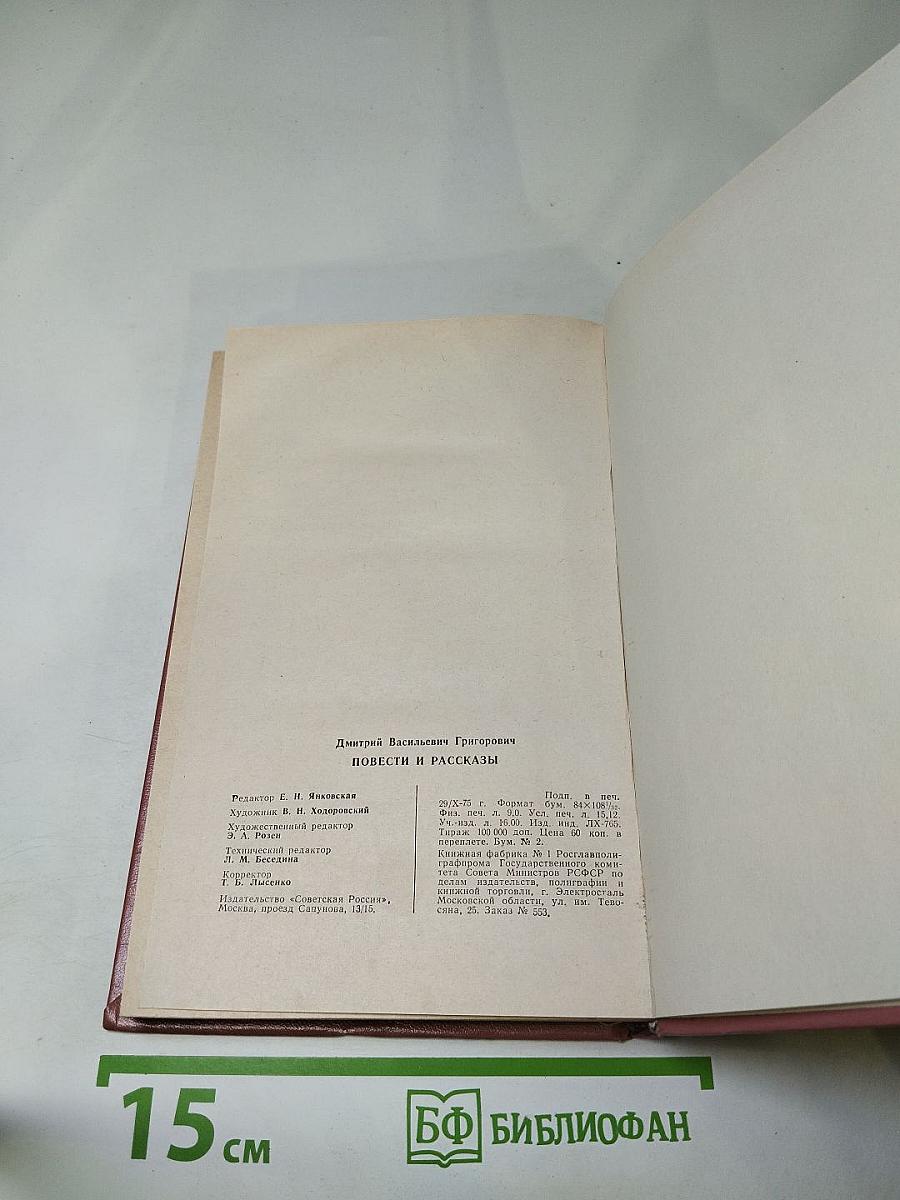 Дмитрий Васильевич Григорович
ПОВЕСТИ И РАССКАЗЫ
Редактор Е. Н. Янковская
Художник В. Н. Ходоровский
Художественный редактор
Э. А. Розен
Технический редактор
Л. М. Беседина
Корректор
Т. Б. Лысенко
Издательство «Советская Россия»,
Москва, проезд Сапунова, 13/15.
Подп. в печ.
29/X-75 г. Формат бум. 84×108¹/₃₂.
Физ. печ. л. 9,0. Усл. печ. л. 15,12.
Уч.-изд. л. 16,00. Изд. инд. ЛХ-765.
Тираж 100 000 доп. Цена 60 коп. в
переплете. Бум. № 2.
Книжная фабрика № 1 Росглавполи-
графпрома Государственного коми-
тета Совета Министров РСФСР по
делам издательств, полиграфии и
книжной торговли, г. Электросталь
Московской области, ул. им. Тево-
сяна, 25. Заказ № 553.
15 см
БФ БИБЛИОФАН